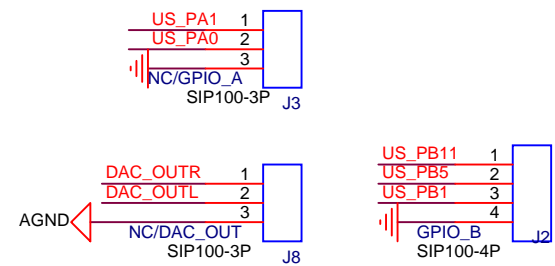 US_PA1 1
US_PA0 2
3
NC/GPIO_A
SIP100-3P
J3
DAC_OUTR 1
DAC_OUTL 2
AGND 3
NC/DAC_OUT
SIP100-3P
J8
US_PB11 1
US_PB5 2
US_PB1 3
4
GPIO_B
SIP100-4P
J2